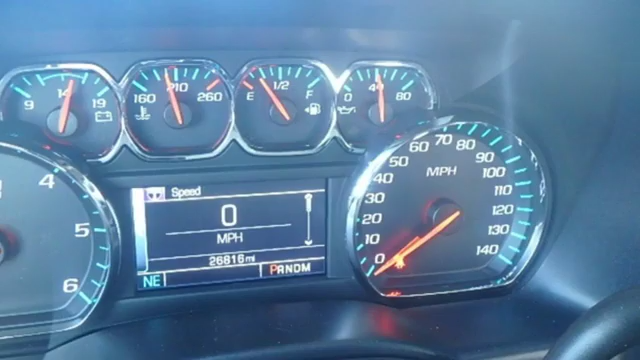 9 14 19
160 210 260
E 1/2 F
0 40 80
4
5
6
Speed
0
MPH
26816mi
NE PRNDM
MPH
0 10 20 30 40 50 60 70 80 90 100 110 120 130 140